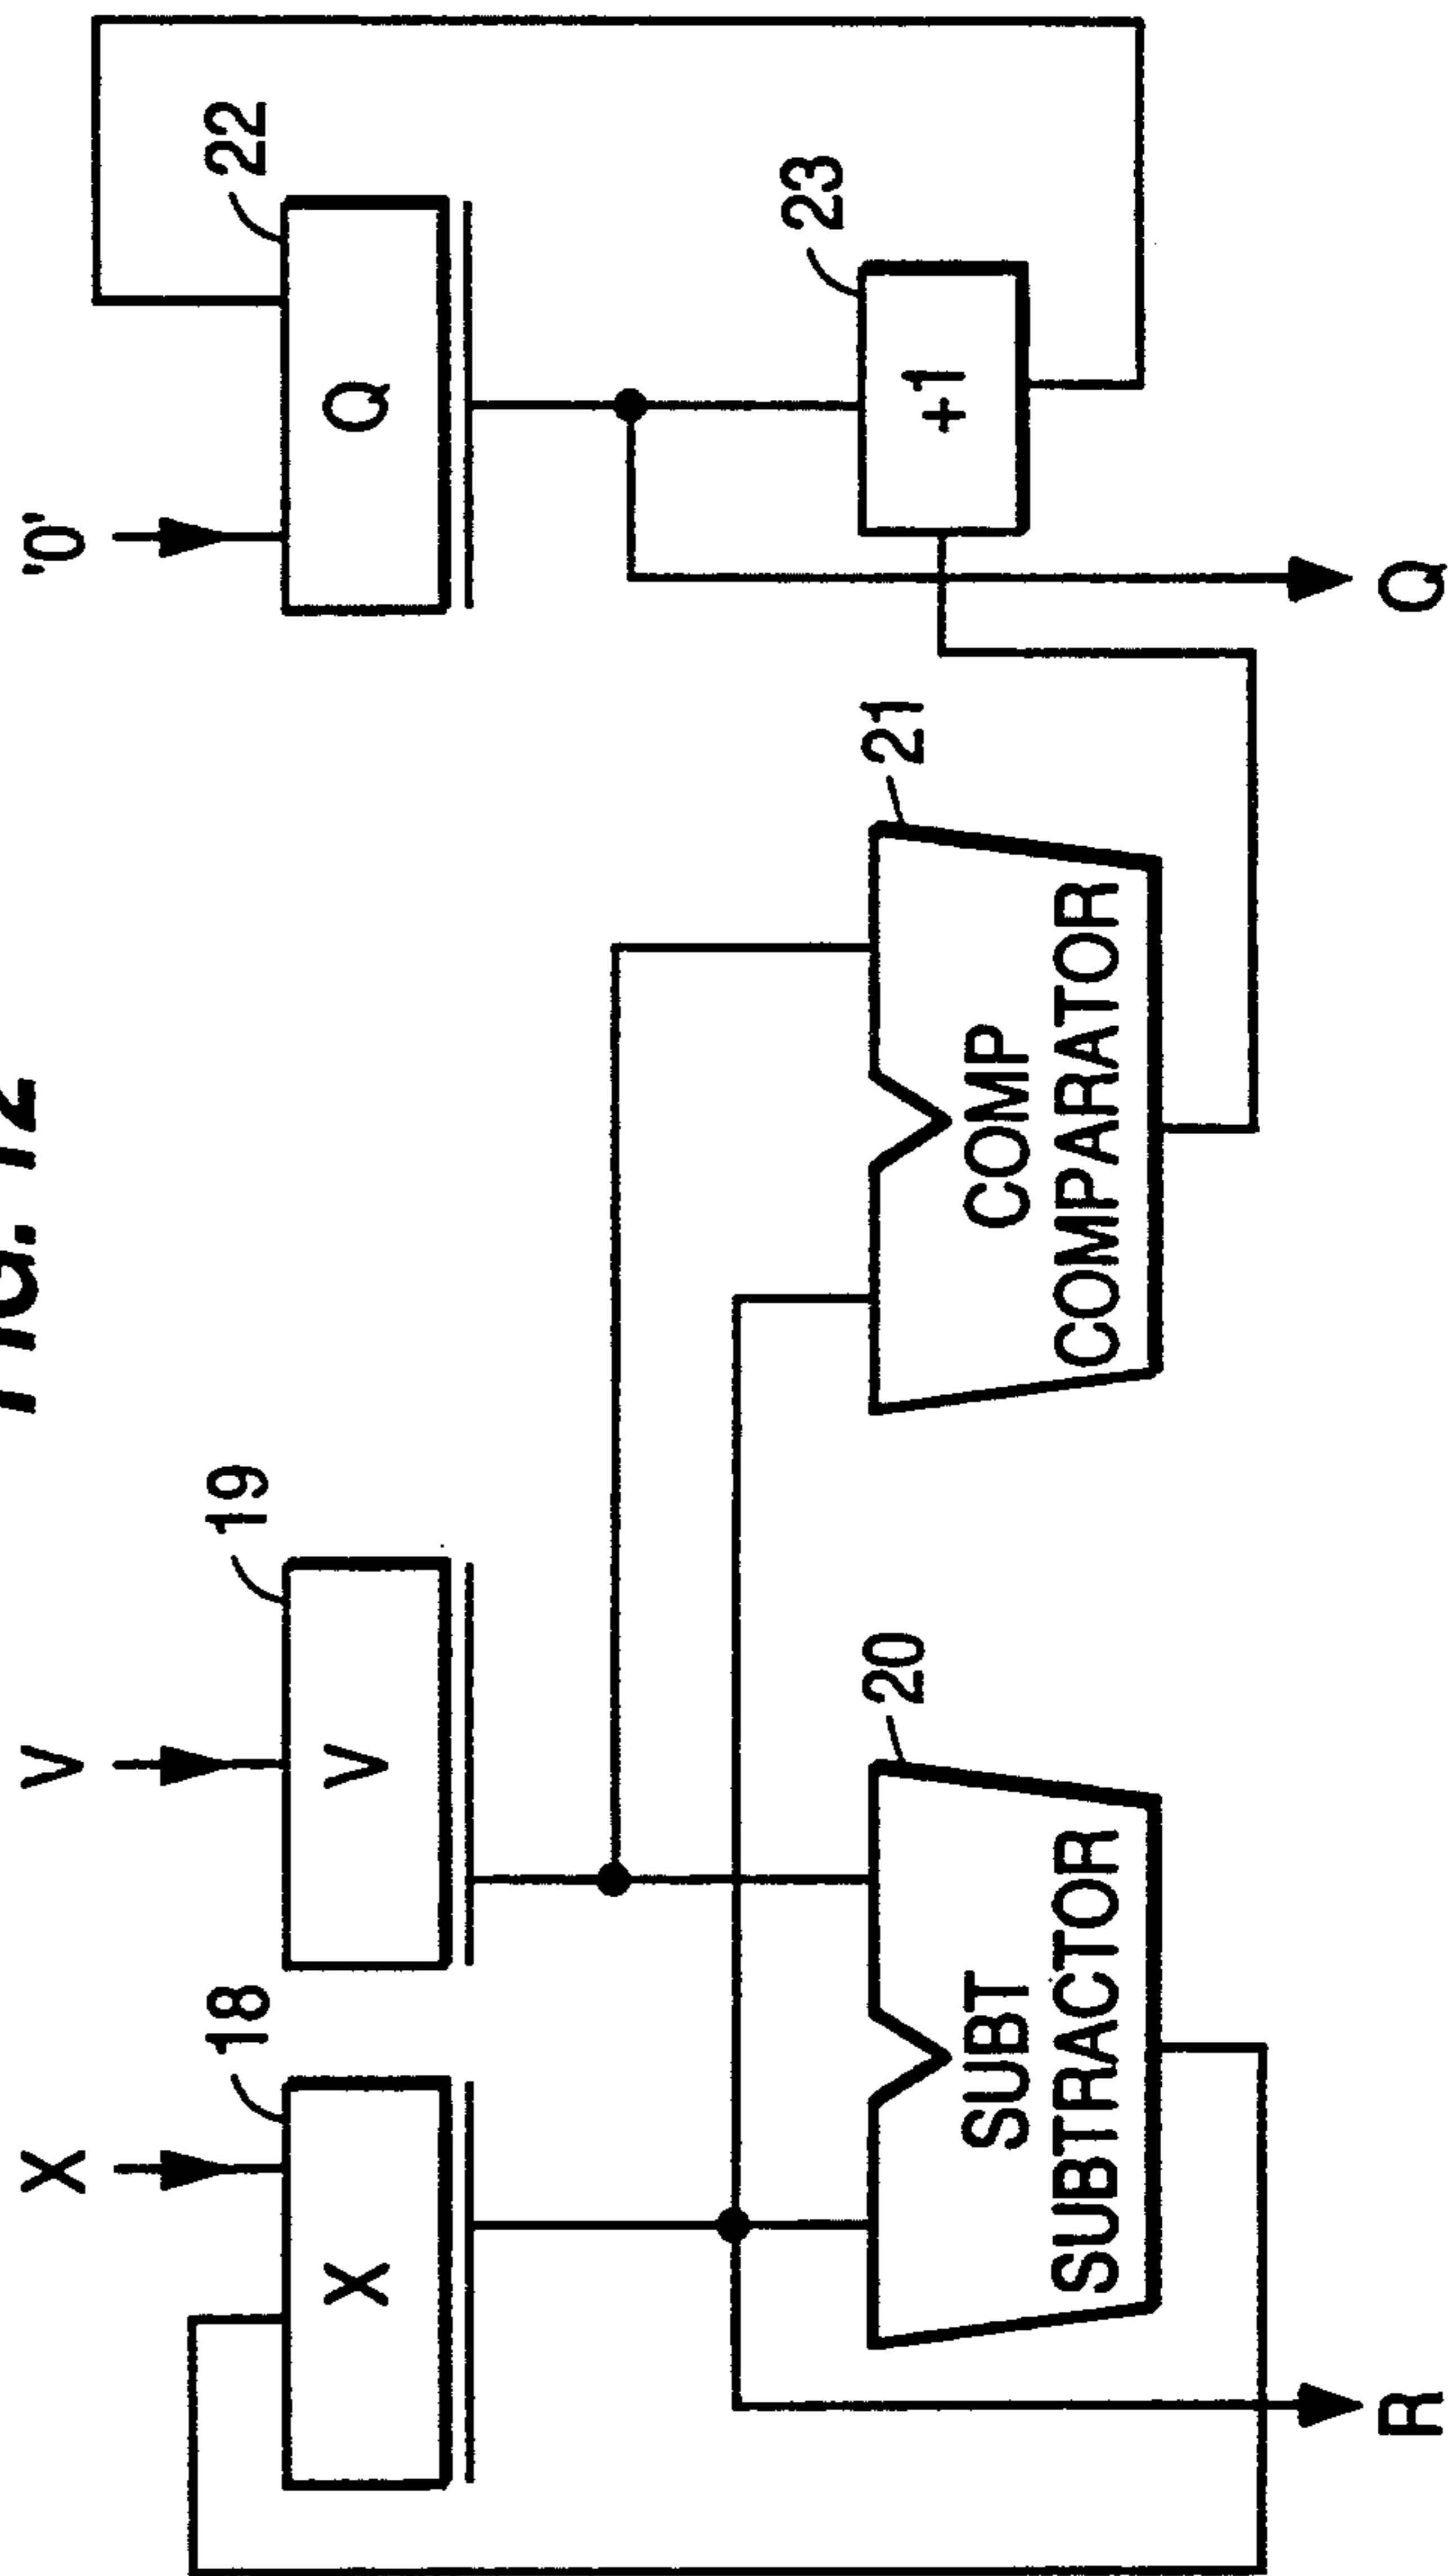 FIG. 12
X
V
'0'
18
19
22
X
V
Q
20
21
23
SUBT
SUBTRACTOR
COMP
COMPARATOR
+1
R
Q